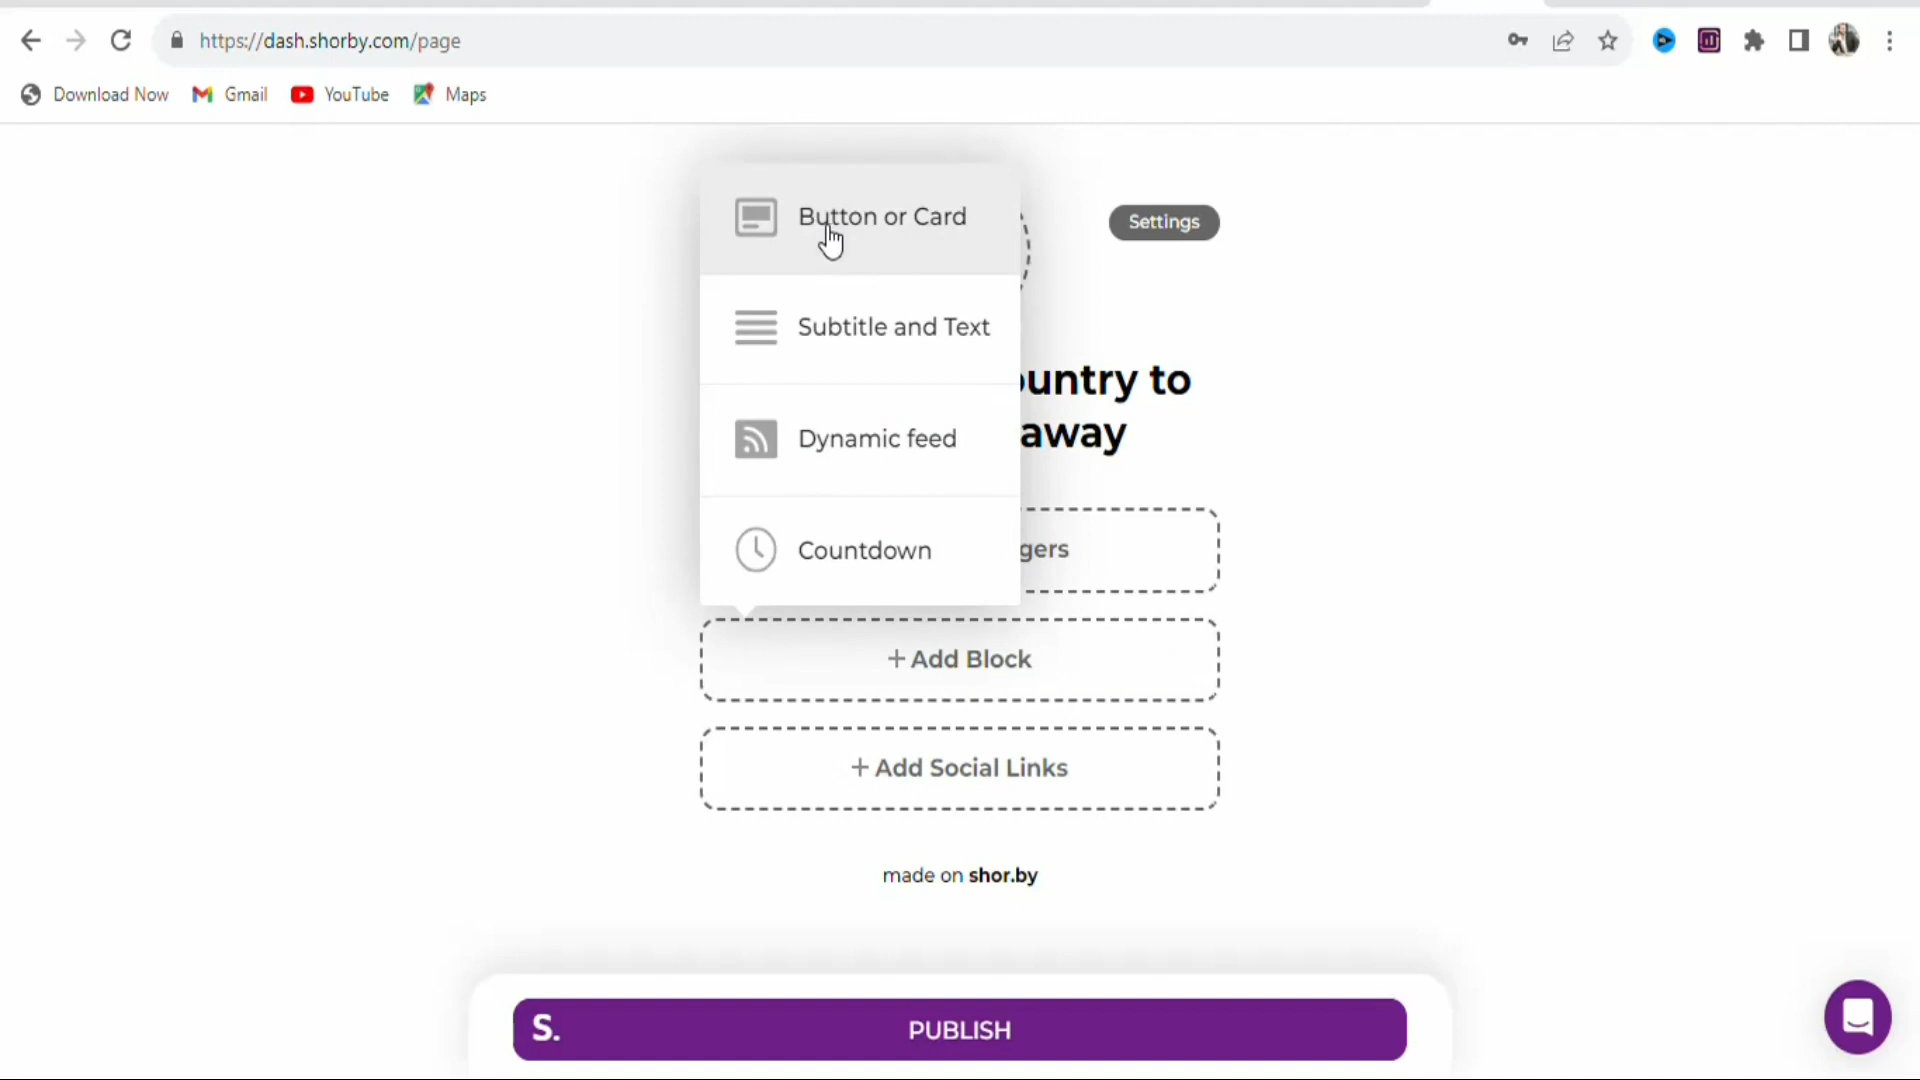 https://dash.shorby.com/page
Download Now Gmail YouTube Maps
Button or Card
Settings
Subtitle and Text
ountry to
away
Dynamic feed
gers
Countdown
+ Add Block
+ Add Social Links
made on shor.by
S. PUBLISH